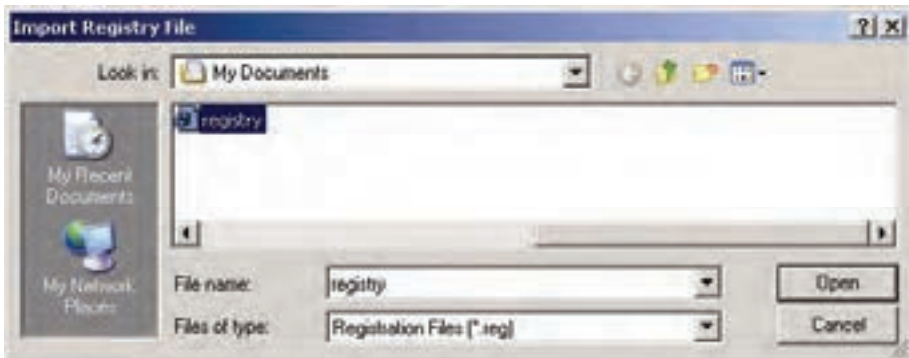 Import Registry File
Look in: My Documents
registry
My Recent
Documents
My Network
Places
File name: registry
Open
Files of type: Registration Files (*.reg)
Cancel